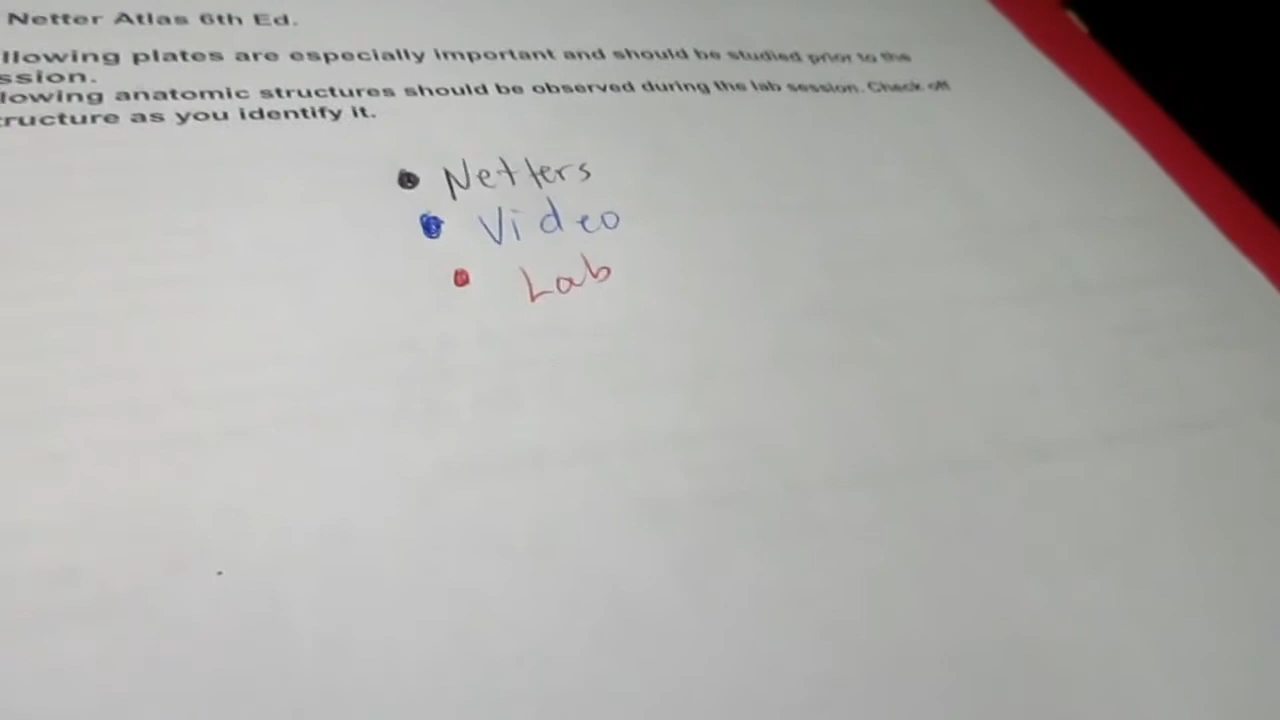 Netter Atlas 6th Ed.
llowing plates are especially important and should be studied prior to the
ssion.
lowing anatomic structures should be observed during the lab session. Check off
ructure as you identify it.
Netters
Video
Lab